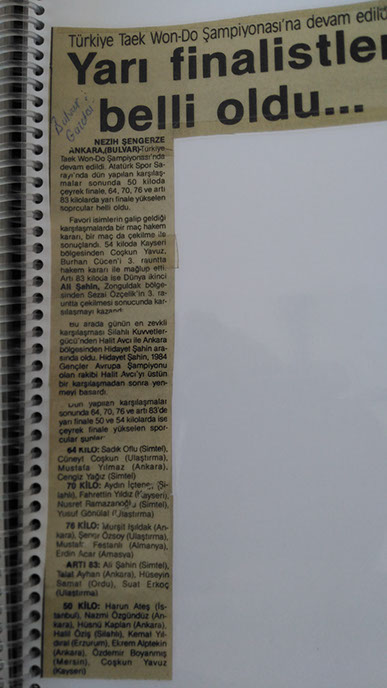 Türkiye Taek Won-Do Şampiyonası'na devam edild
Yarı finalistler
belli oldu...
Bulvar
NEZİH ŞENGERZE
ANKARA,(BULVAR)-Türkiye
Taek Won-Do Şampiyonası'nde
devam edildi. Atatürk Spor Sa-
rayı'nda dün yapılan karşılaş-
malar sonunda 50 kiloda
çeyrek finale, 64, 70, 76 ve artı
83 kilolarda yarı finale yükselen
soprcular belli oldu.
Favori isimlerin galip geldiği
karşılaşmalarda bir maç hakem
kararı, bir maç da çekilme ile
sonuçlandı. 54 kiloda Kayseri
bölgesinden Coşkun Yavuz,
Burhan Cücen'i 3. rauntta
hakem kararı ile mağlup etti.
Artı 83 kiloda ise Dünya ikinci
Ali Şahin, Zonguldak bölge-
sinden Sezai Özçelik'in 3. ra-
untta çekilmesi sonucunda kar-
şılaşmayı kazandı
Bu arada günün en zevkli
karşılaşması Silahlı Kuvvetler-
gücü'nden Halit Avcı ile Ankara
bölgesinden Hidayet Şahin ara-
sında oldu. Hidayet Şahin, 1984
Gençler Avrupa Şampiyonu
olan rakibi Halit Avcı'yı üstün
bir karşılaşmadan sonra yen-
meyi başardı.
Dün yapılan karşılaşmalar
sonunda 64, 70, 76 ve artı 83'de
yarı finale 50 ve 54 kilolarda ise
çeyrek finale yükselen spor-
cular şunlar:
64 KİLO: Sadık Oflu (Simtel),
Cüneyt Coşkun (Ulaştırma),
Mustafa Yılmaz (Ankara),
Cengiz Yağız (Simtel)
70 KİLO: Aydın İçtene, (Si-
lahlı), Fahrettin Yıldız (Kayseri),
Nusret Ramazanoğlu (Simtel),
Yusuf Gönülal (Ulaştırma)
76 KİLO: Murşit Işıldak (An-
kara), Şenor Özsoy (Ulaştırma),
Mustafa Festanlı (Almanya),
Erdin Acar (Amasya)
ARTI 83: Ali Şahin (Simtel),
Talat Ayhan (Ankara), Hüseyin
Samal (Ordu), Suat Erkoç
(Ulaştırma)
50 KİLO: Harun Ateş (İs-
tanbul), Nazmi Özgündüz (An-
kara), Hüsnü Kaplan (Ankara),
Halil Öziş (Silahlı), Kemal Yıl-
dıral (Erzurum), Ekrem Alptekin
(Ankara), Özdemir Boyanmış
(Mersin), Coşkun Yavuz
(Kayseri)